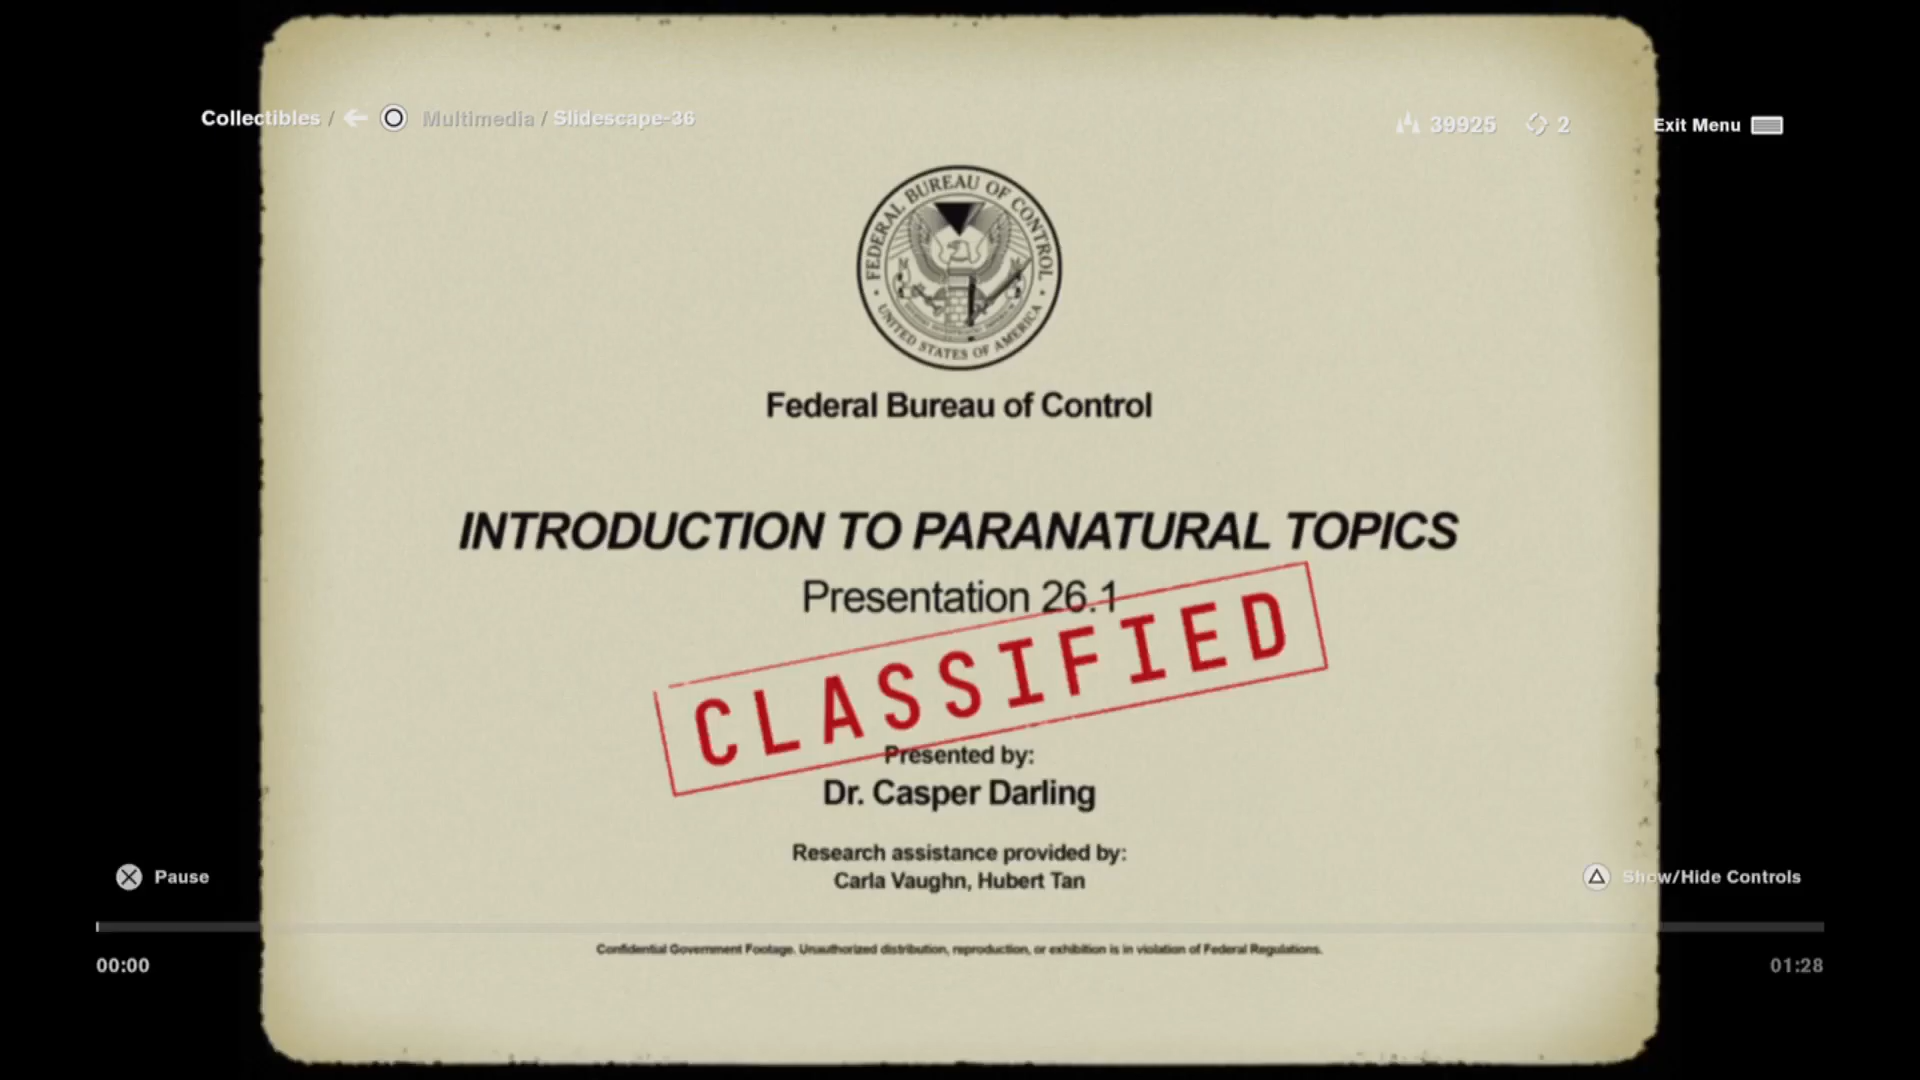 Collectibles / Multimedia / Slidescape-36
39925 2 Exit Menu
FEDERAL BUREAU OF CONTROL
UNITED STATES OF AMERICA
Federal Bureau of Control
INTRODUCTION TO PARANATURAL TOPICS
Presentation 26.1
CLASSIFIED
Presented by:
Dr. Casper Darling
Research assistance provided by:
Carla Vaughn, Hubert Tan
Pause
Show/Hide Controls
Confidential Government Footage. Unauthorized distribution, reproduction, or exhibition is in violation of Federal Regulations.
00:00
01:28